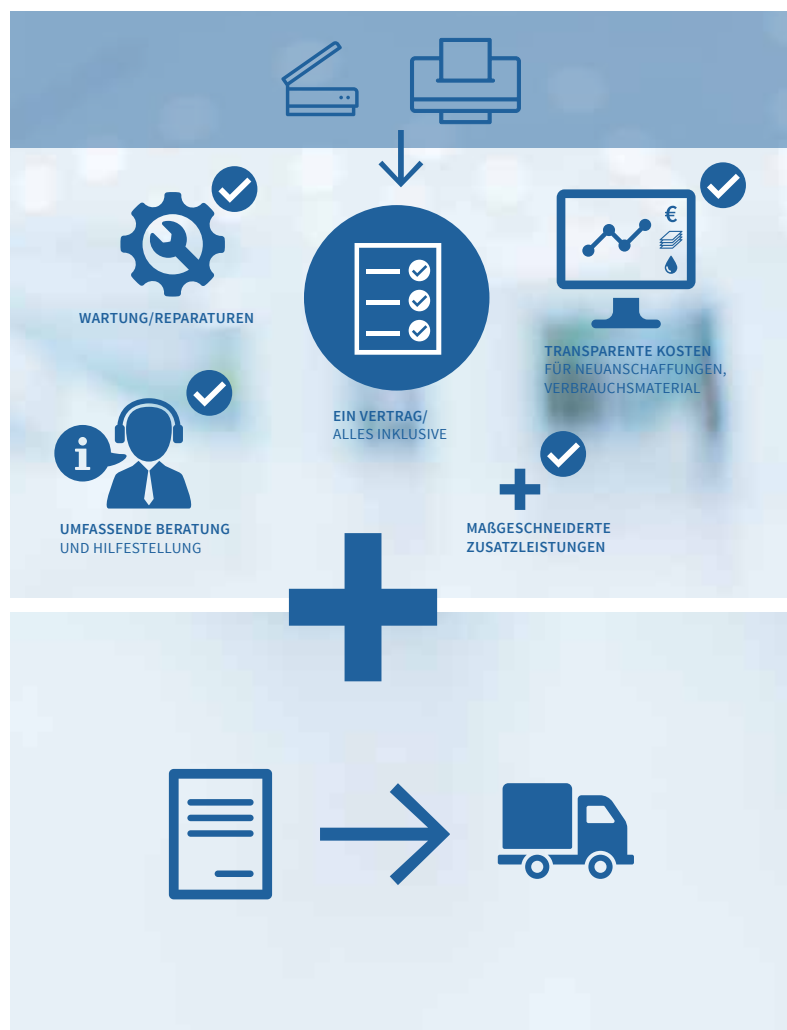 €
WARTUNG/REPARATUREN
TRANSPARENTE KOSTEN
FÜR NEUANSCHAFFUNGEN,
VERBRAUCHSMATERIAL
EIN VERTRAG/
ALLES INKLUSIVE
i
UMFASSENDE BERATUNG
UND HILFESTELLUNG
MAßGESCHNEIDERTE
ZUSATZLEISTUNGEN